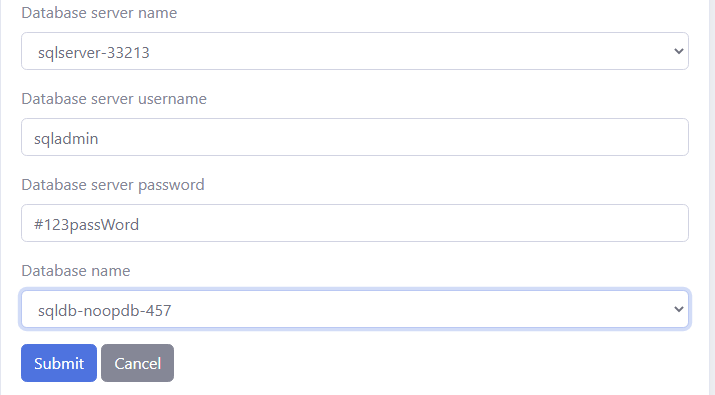 Database server name
sqlserver-33213
Database server username
sqladmin
Database server password
#123passWord
Database name
sqldb-noopdb-457
Submit Cancel